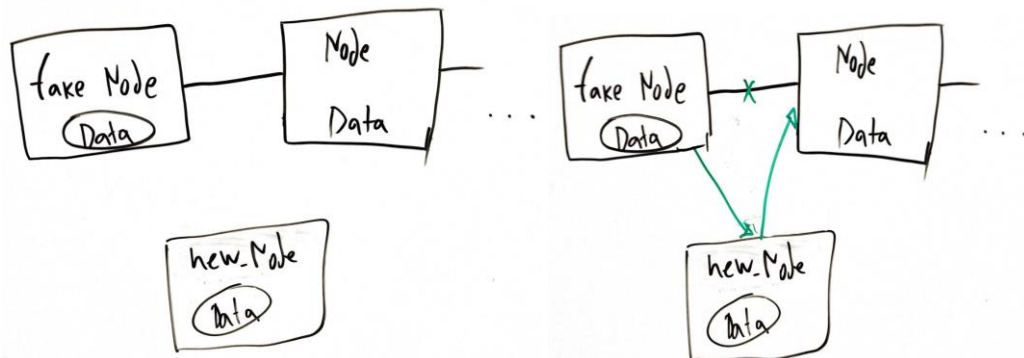 fake Node
Data
Node
Data
...
new_Node
Data
fake Node
Data
Node
Data
...
new_Node
Data